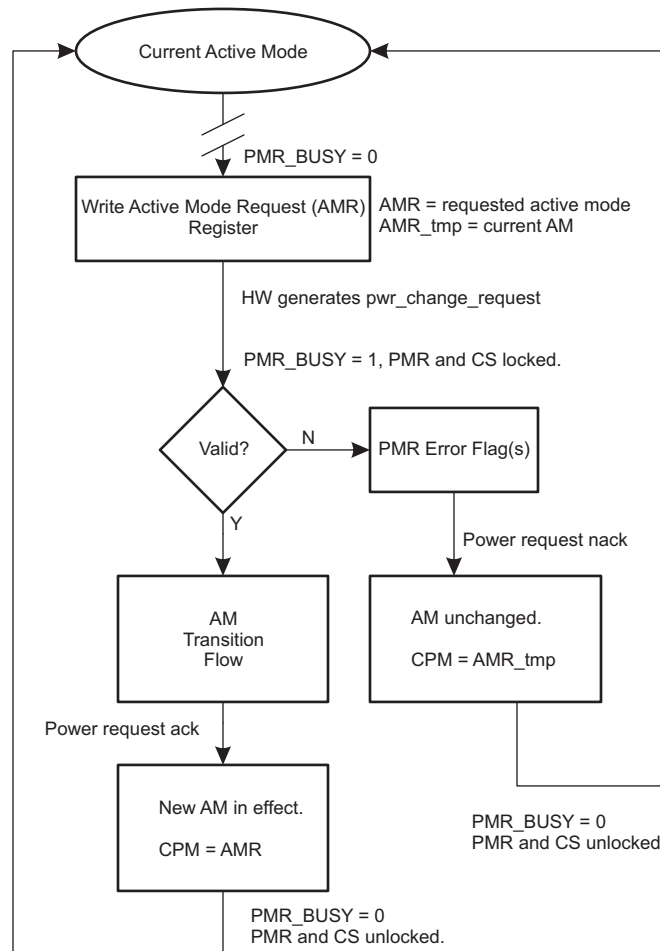 Current Active Mode
PMR_BUSY = 0
Write Active Mode Request (AMR)
Register
AMR = requested active mode
AMR_tmp = current AM
HW generates pwr_change_request
PMR_BUSY = 1, PMR and CS locked.
Valid?
N
PMR Error Flag(s)
Y
Power request nack
AM
Transition
Flow
AM unchanged.
CPM = AMR_tmp
Power request ack
New AM in effect.
CPM = AMR
PMR_BUSY = 0
PMR and CS unlocked
PMR_BUSY = 0
PMR and CS unlocked.